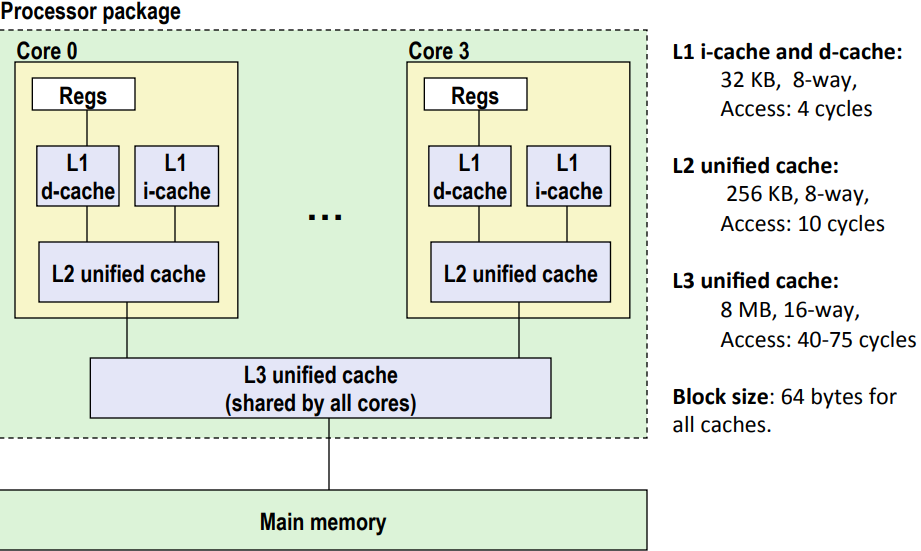 Processor package
Core 0
Regs
L1
d-cache
L1
i-cache
L2 unified cache
...
Core 3
Regs
L1
d-cache
L1
i-cache
L2 unified cache
L3 unified cache
(shared by all cores)
Main memory
L1 i-cache and d-cache:
32 KB, 8-way,
Access: 4 cycles
L2 unified cache:
256 KB, 8-way,
Access: 10 cycles
L3 unified cache:
8 MB, 16-way,
Access: 40-75 cycles
Block size: 64 bytes for
all caches.